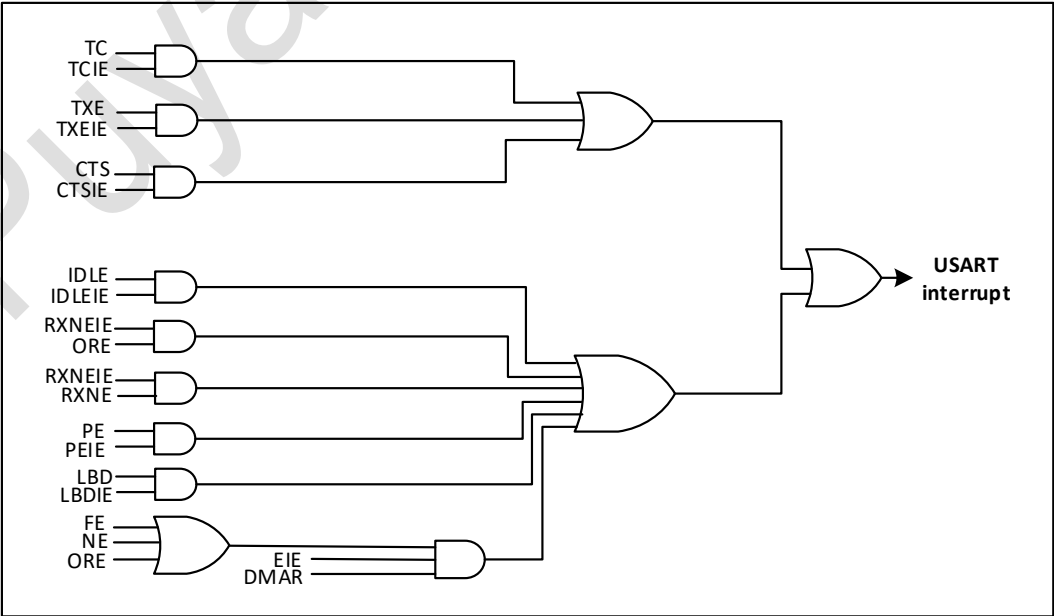 TC
TCIE
TXE
TXEIE
CTS
CTSIE
IDLE
IDLEIE
RXNEIE
ORE
RXNEIE
RXNE
PE
PEIE
LBD
LBDIE
FE
NE
ORE
EIE
DMAR
USART
interrupt
Puya